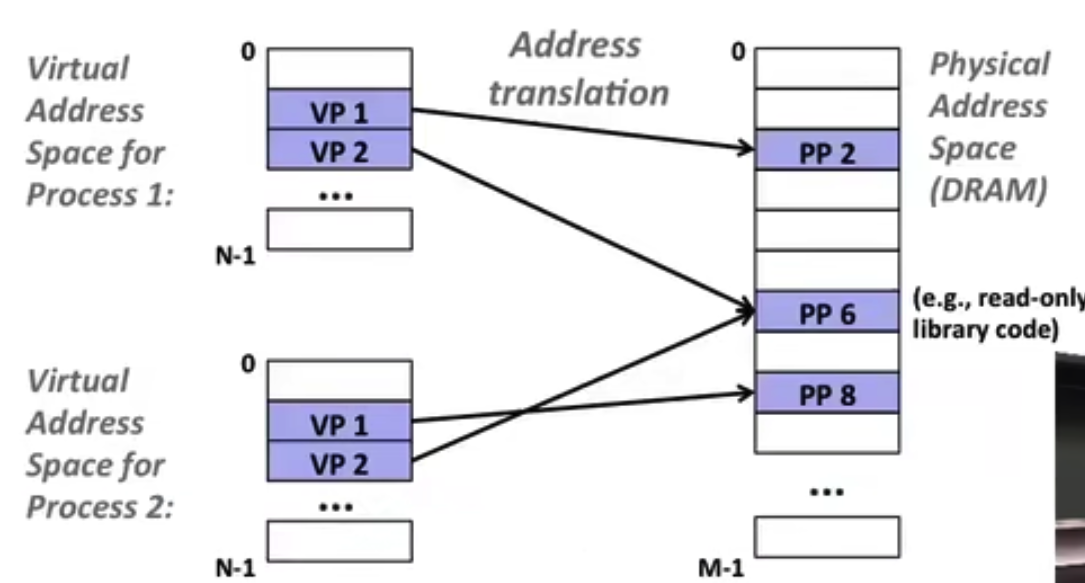 Virtual
Address
Space for
Process 1:
0
VP 1
VP 2
...
N-1
Address
translation
0
PP 2
PP 6
PP 8
...
M-1
Physical
Address
Space
(DRAM)
(e.g., read-only
library code)
Virtual
Address
Space for
Process 2:
0
VP 1
VP 2
...
N-1